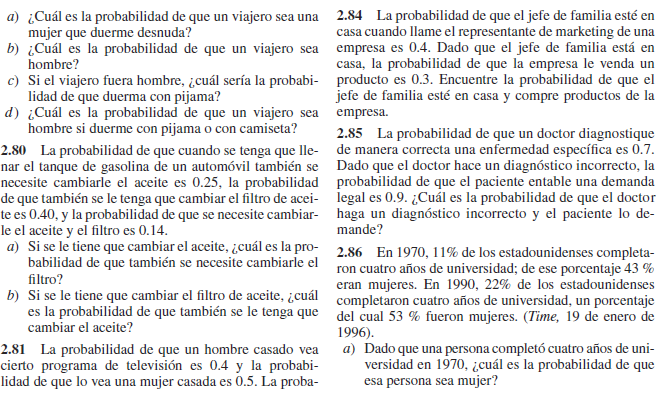 a) ¿Cuál es la probabilidad de que un viajero sea una
mujer que duerme desnuda?
b) ¿Cuál es la probabilidad de que un viajero sea
hombre?
c) Si el viajero fuera hombre, ¿cuál sería la probabi-
lidad de que duerma con pijama?
d) ¿Cuál es la probabilidad de que un viajero sea
hombre si duerme con pijama o con camiseta?
2.80 La probabilidad de que cuando se tenga que lle-
nar el tanque de gasolina de un automóvil también se
necesite cambiarle el aceite es 0.25, la probabilidad
de que también se le tenga que cambiar el filtro de acei-
te es 0.40, y la probabilidad de que se necesite cambiar-
le el aceite y el filtro es 0.14.
a) Si se le tiene que cambiar el aceite, ¿cuál es la pro-
babilidad de que también se necesite cambiarle el
filtro?
b) Si se le tiene que cambiar el filtro de aceite, ¿cuál
es la probabilidad de que también se le tenga que
cambiar el aceite?
2.81 La probabilidad de que un hombre casado vea
cierto programa de televisión es 0.4 y la probabi-
lidad de que lo vea una mujer casada es 0.5. La proba-
2.84 La probabilidad de que el jefe de familia esté en
casa cuando llame el representante de marketing de una
empresa es 0.4. Dado que el jefe de familia está en
casa, la probabilidad de que la empresa le venda un
producto es 0.3. Encuentre la probabilidad de que el
jefe de familia esté en casa y compre productos de la
empresa.
2.85 La probabilidad de que un doctor diagnostique
de manera correcta una enfermedad específica es 0.7.
Dado que el doctor hace un diagnóstico incorrecto, la
probabilidad de que el paciente entable una demanda
legal es 0.9. ¿Cuál es la probabilidad de que el doctor
haga un diagnóstico incorrecto y el paciente lo de-
mande?
2.86 En 1970, 11% de los estadounidenses completa-
ron cuatro años de universidad; de ese porcentaje 43 %
eran mujeres. En 1990, 22% de los estadounidenses
completaron cuatro años de universidad, un porcentaje
del cual 53 % fueron mujeres. (Time, 19 de enero de
1996).
a) Dado que una persona completó cuatro años de uni-
versidad en 1970, ¿cuál es la probabilidad de que
esa persona sea mujer?